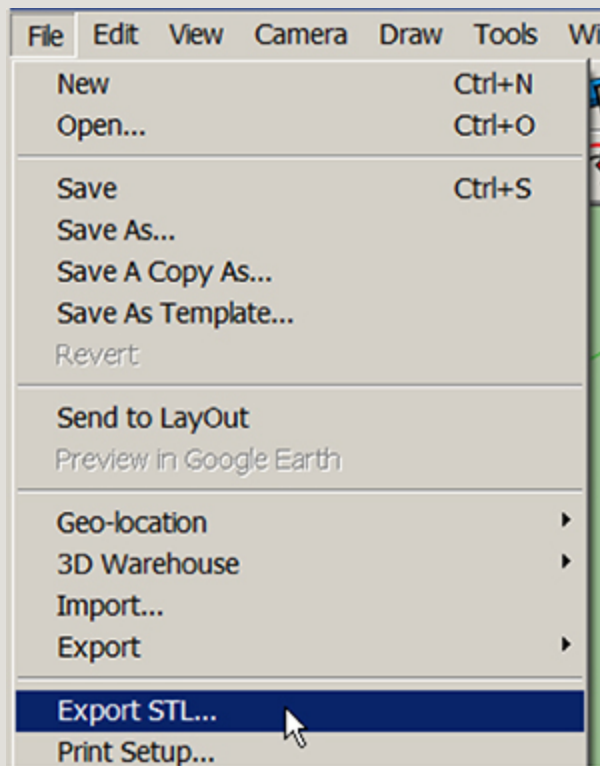 File Edit View Camera Draw Tools
New Ctrl+N
Open... Ctrl+O
Save Ctrl+S
Save As...
Save A Copy As...
Save As Template...
Revert
Send to LayOut
Preview in Google Earth
Geo-location
3D Warehouse
Import...
Export
Export STL...
Print Setup...